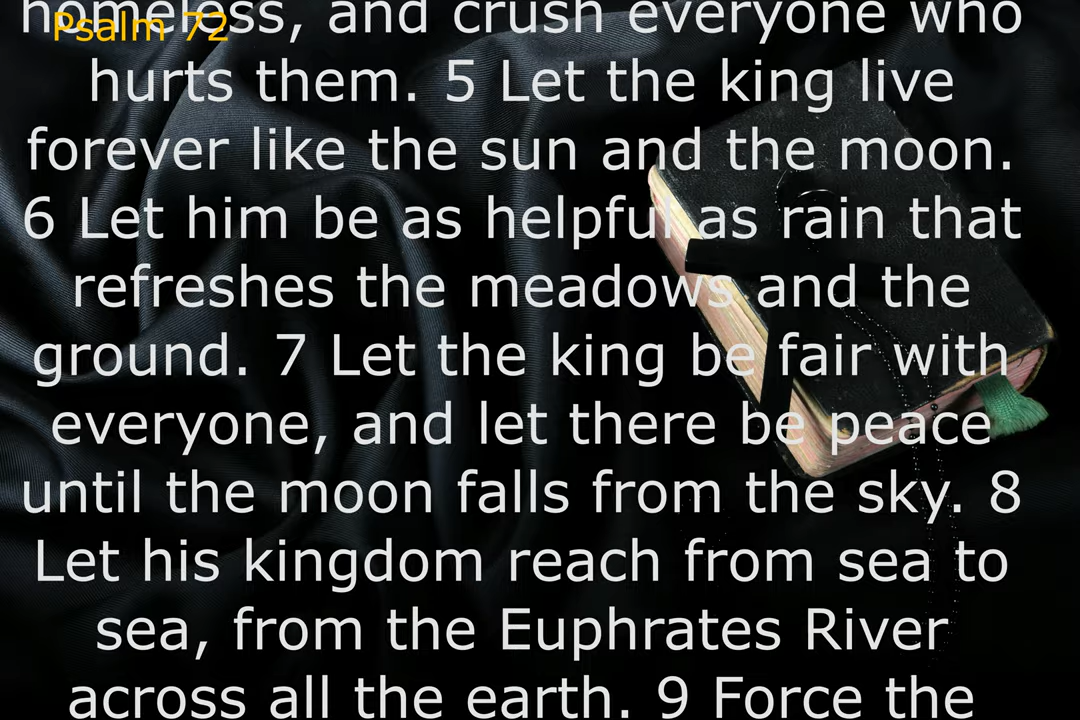 homeless, and crush everyone who
Psalm 72
hurts them. 5 Let the king live
forever like the sun and the moon.
6 Let him be as helpful as rain that
refreshes the meadows and the
ground. 7 Let the king be fair with
everyone, and let there be peace
until the moon falls from the sky. 8
Let his kingdom reach from sea to
sea, from the Euphrates River
across all the earth. 9 Force the